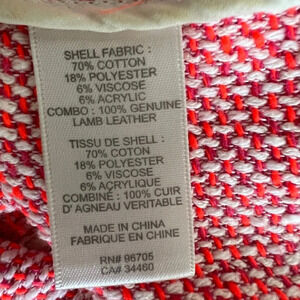 SHELL FABRIC :
70% COTTON
18% POLYESTER
6% VISCOSE
6% ACRYLIC
COMBO : 100% GENUINE
LAMB LEATHER
TISSU DE SHELL :
70% COTON
18% POLYESTER
6% VISCOSE
6% ACRYLIQUE
COMBINÉ : 100% CUIR
D' AGNEAU VERITABLE
MADE IN CHINA
FABRIQUE EN CHINE
RN# 96705
CA# 34460